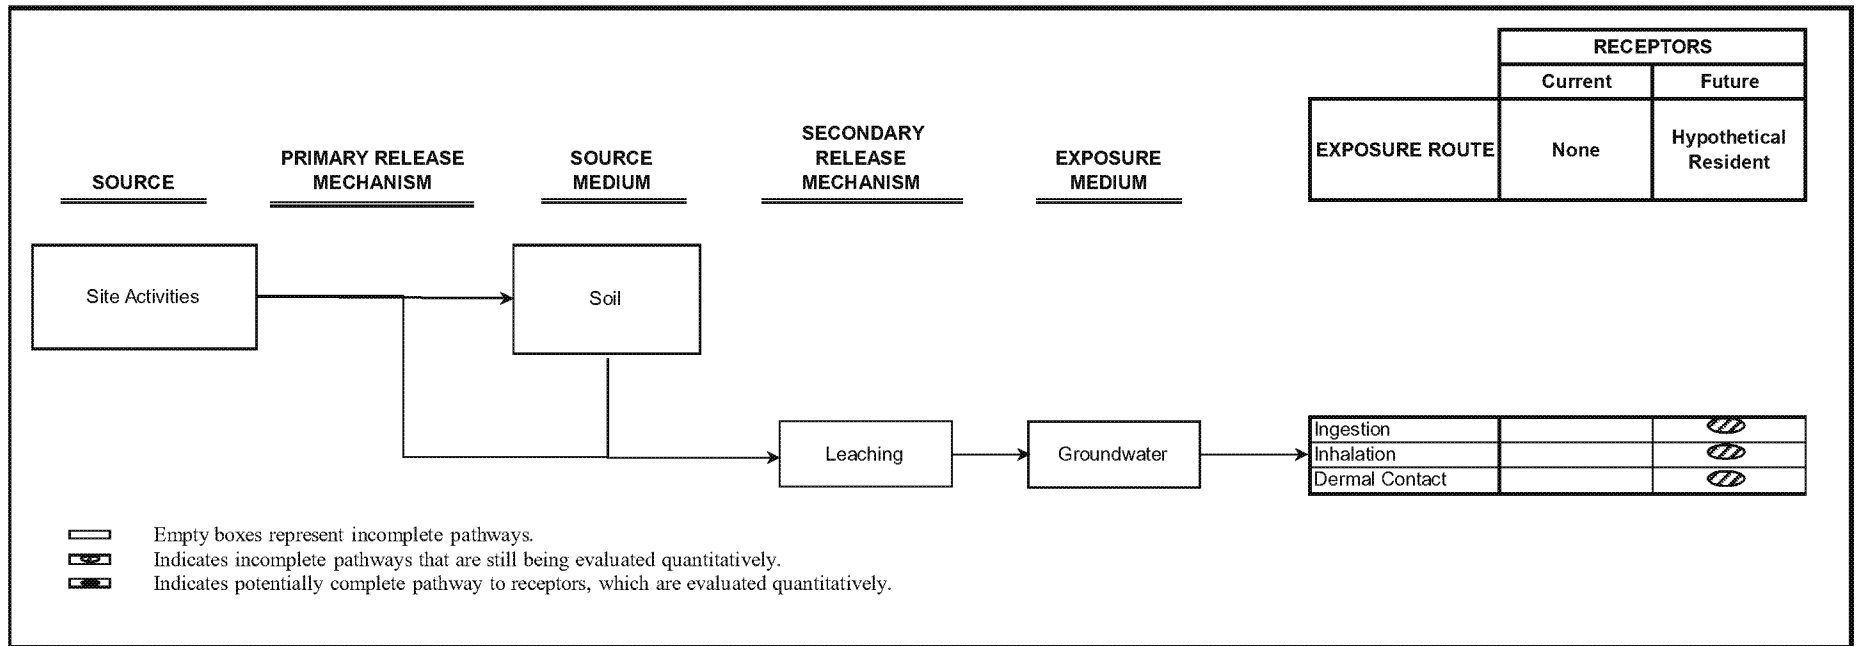 RECEPTORS
Current
Future
EXPOSURE ROUTE
None
Hypothetical
Resident
SOURCE
PRIMARY RELEASE
MECHANISM
SOURCE
MEDIUM
SECONDARY
RELEASE
MECHANISM
EXPOSURE
MEDIUM
Site Activities
Soil
Leaching
Groundwater
Ingestion
Inhalation
Dermal Contact
Empty boxes represent incomplete pathways.
Indicates incomplete pathways that are still being evaluated quantitatively.
Indicates potentially complete pathway to receptors, which are evaluated quantitatively.